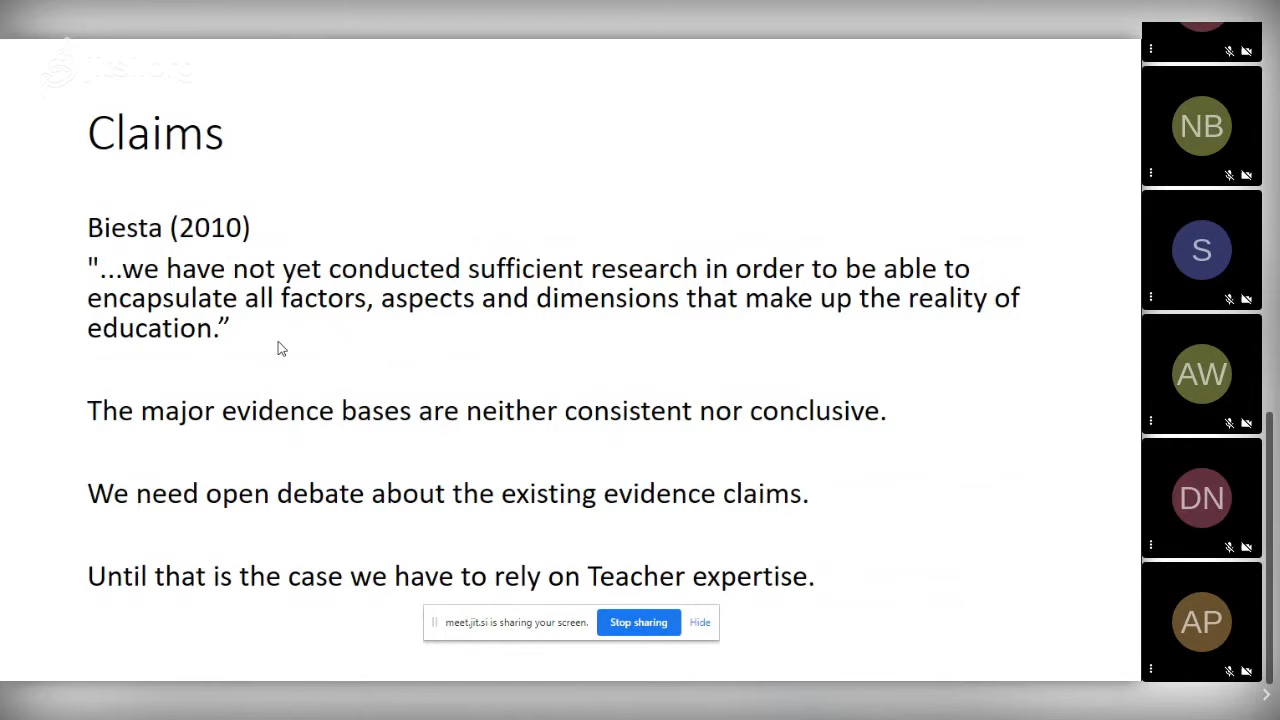 jitsi.org
Claims
Biesta (2010)
"...we have not yet conducted sufficient research in order to be able to
encapsulate all factors, aspects and dimensions that make up the reality of
education.”
The major evidence bases are neither consistent nor conclusive.
We need open debate about the existing evidence claims.
Until that is the case we have to rely on Teacher expertise.
meet.jit.si is sharing your screen.
Stop sharing
Hide
NB
S
AW
DN
AP